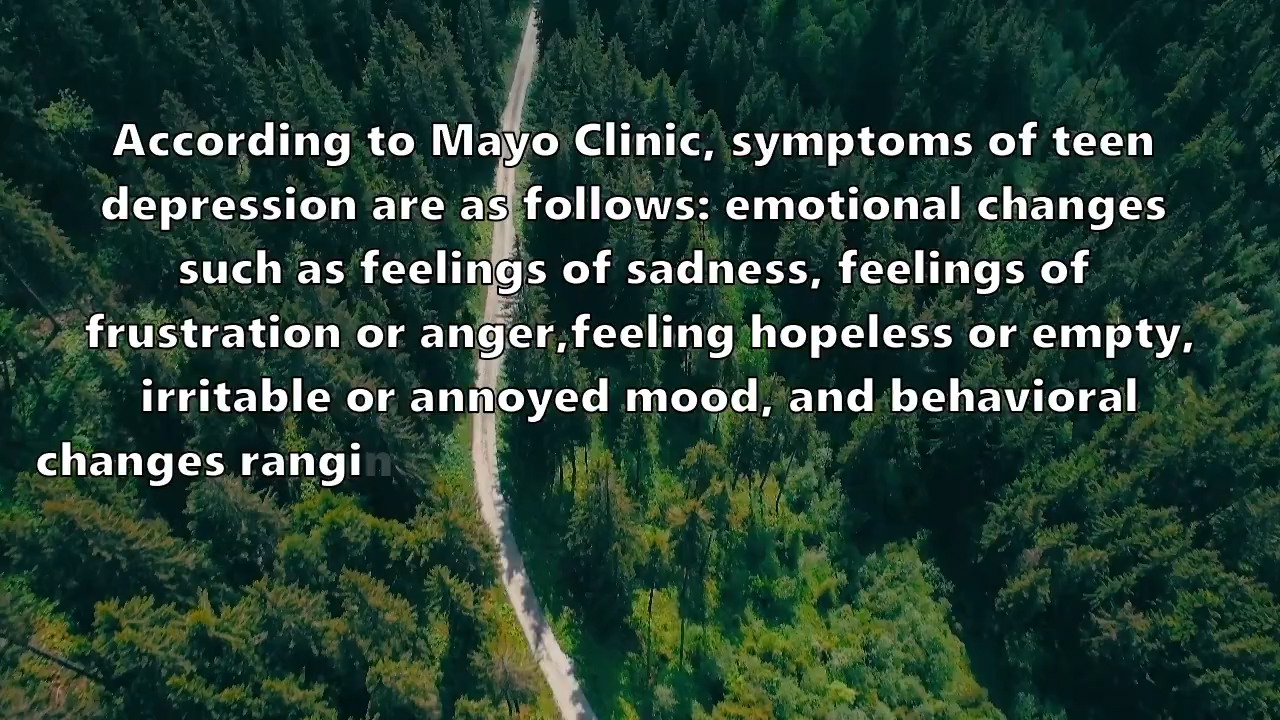 According to Mayo Clinic, symptoms of teen
depression are as follows: emotional changes
such as feelings of sadness, feelings of
frustration or anger,feeling hopeless or empty,
irritable or annoyed mood, and behavioral
changes rangin